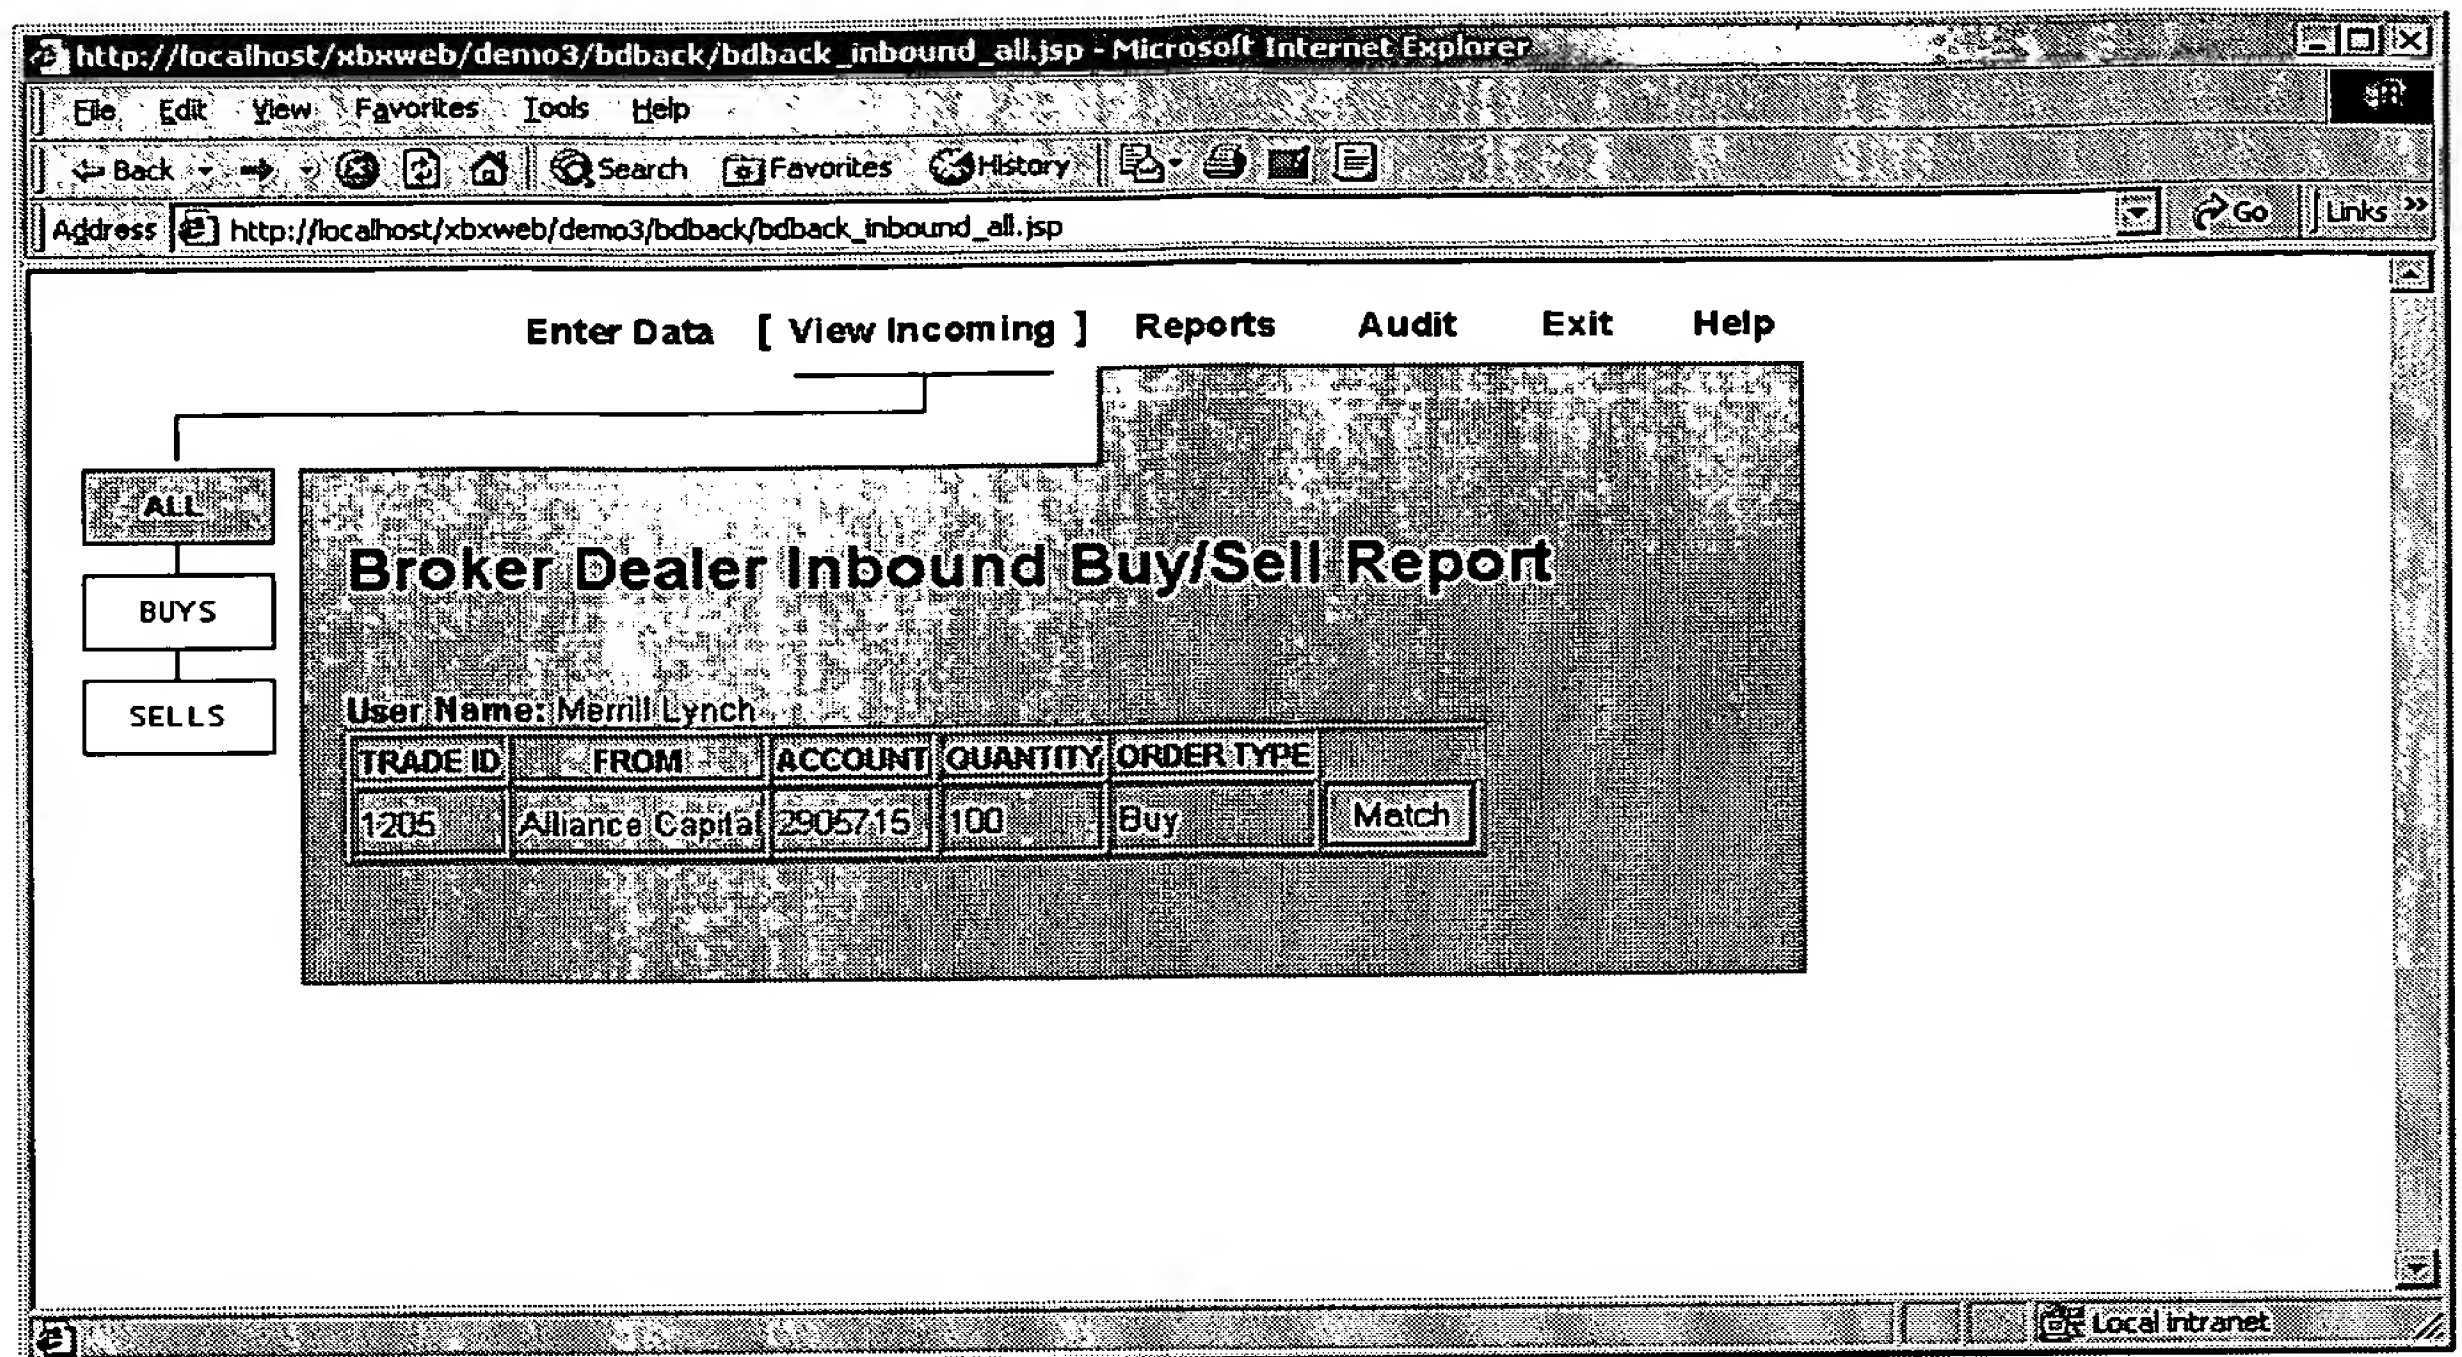 http://localhost/xbxweb/demo3/bdback/bdback_inbound_all.jsp - Microsoft Internet Explorer
File Edit View Favorites Tools Help
Back Search Favorites History
Address http://localhost/xbxweb/demo3/bdback/bdback_inbound_all.jsp Go Links »
Enter Data [ View Incoming ] Reports Audit Exit Help
ALL
BUYS
SELLS
Broker Dealer Inbound Buy/Sell Report
User Name: Merrill Lynch
TRADE ID FROM ACCOUNT QUANTITY ORDER TYPE
1205 Alliance Capital 2905715 100 Buy Match
Local intranet